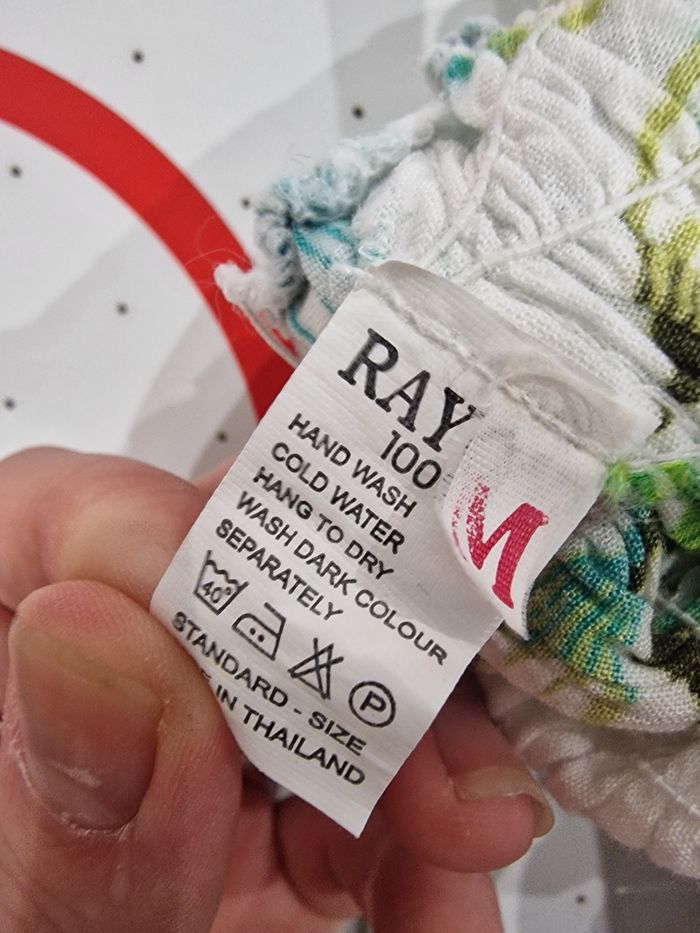 RAY
100
M
HAND WASH
COLD WATER
HANG TO DRY
WASH DARK COLOUR
SEPARATELY
40°
P
STANDARD - SIZE
IN THAILAND